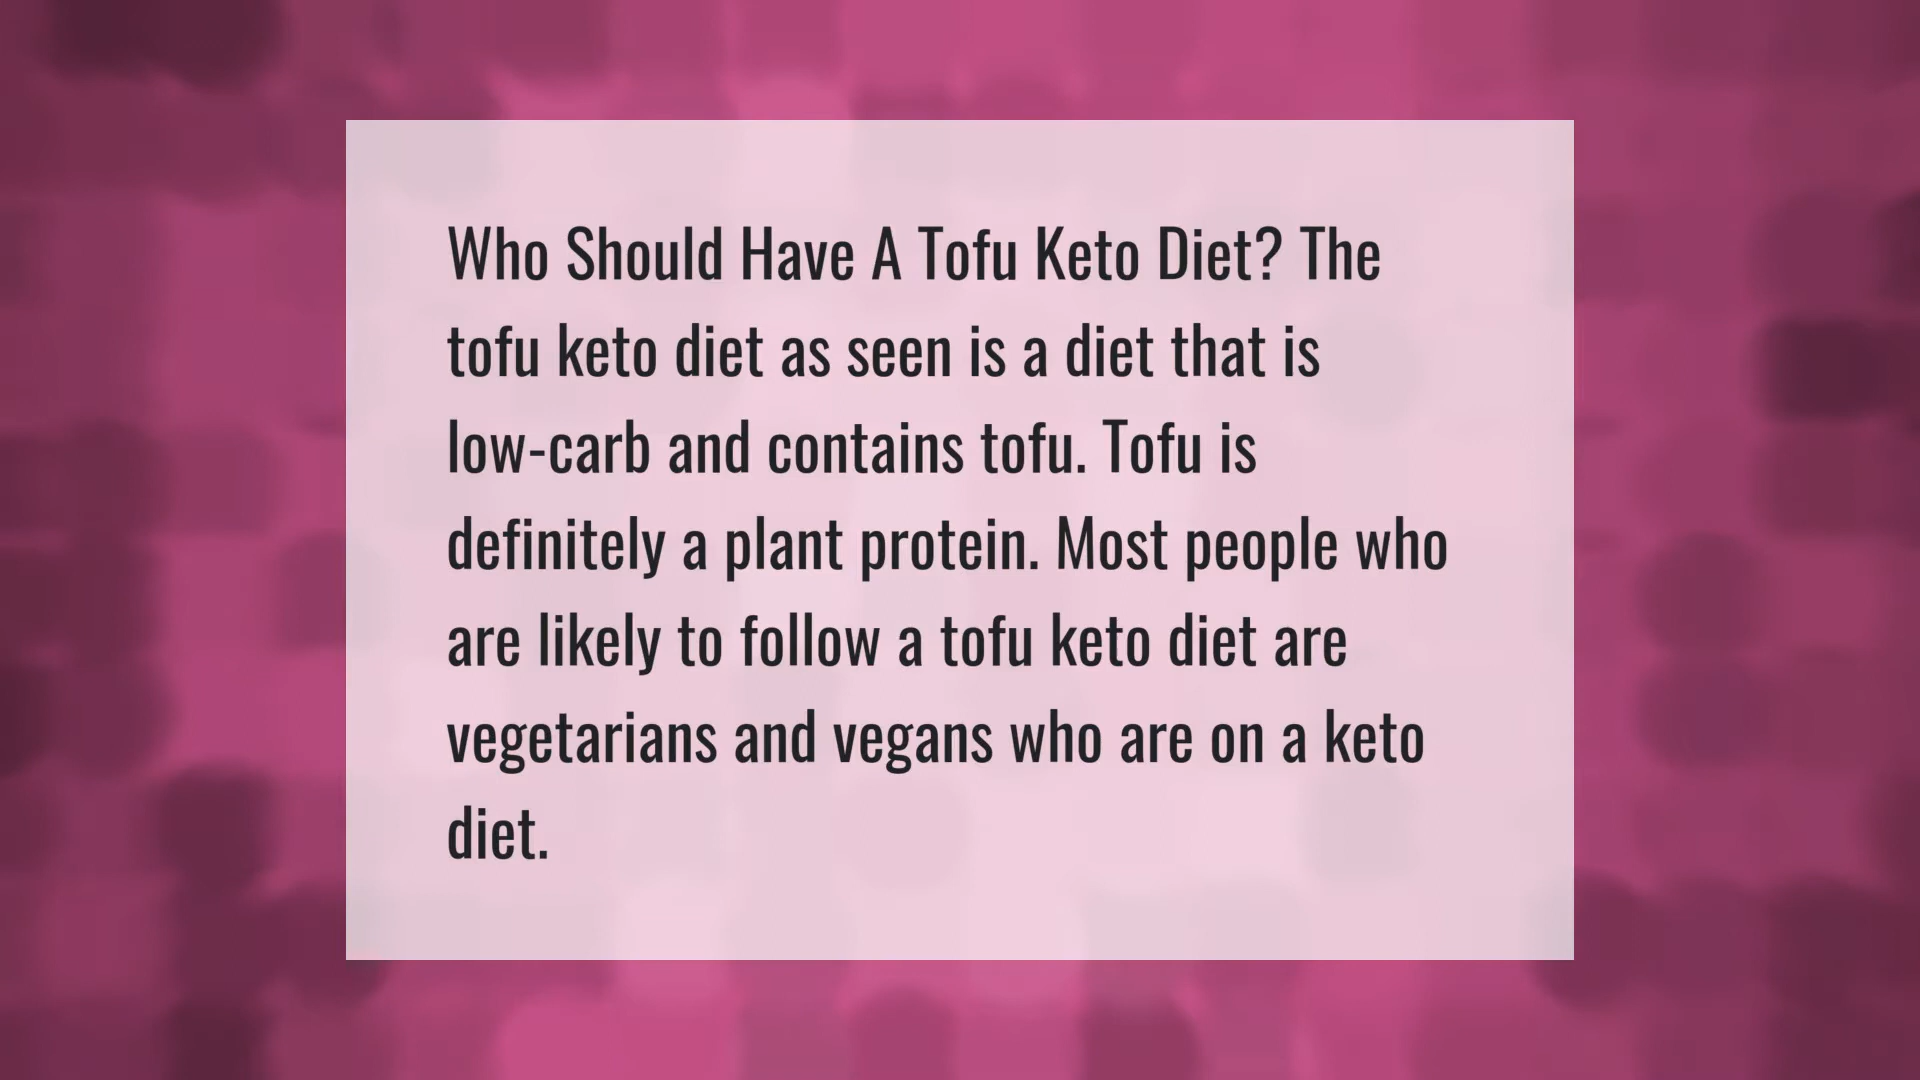 Who Should Have A Tofu Keto Diet? The
tofu keto diet as seen is a diet that is
low-carb and contains tofu. Tofu is
definitely a plant protein. Most people who
are likely to follow a tofu keto diet are
vegetarians and vegans who are on a keto
diet.